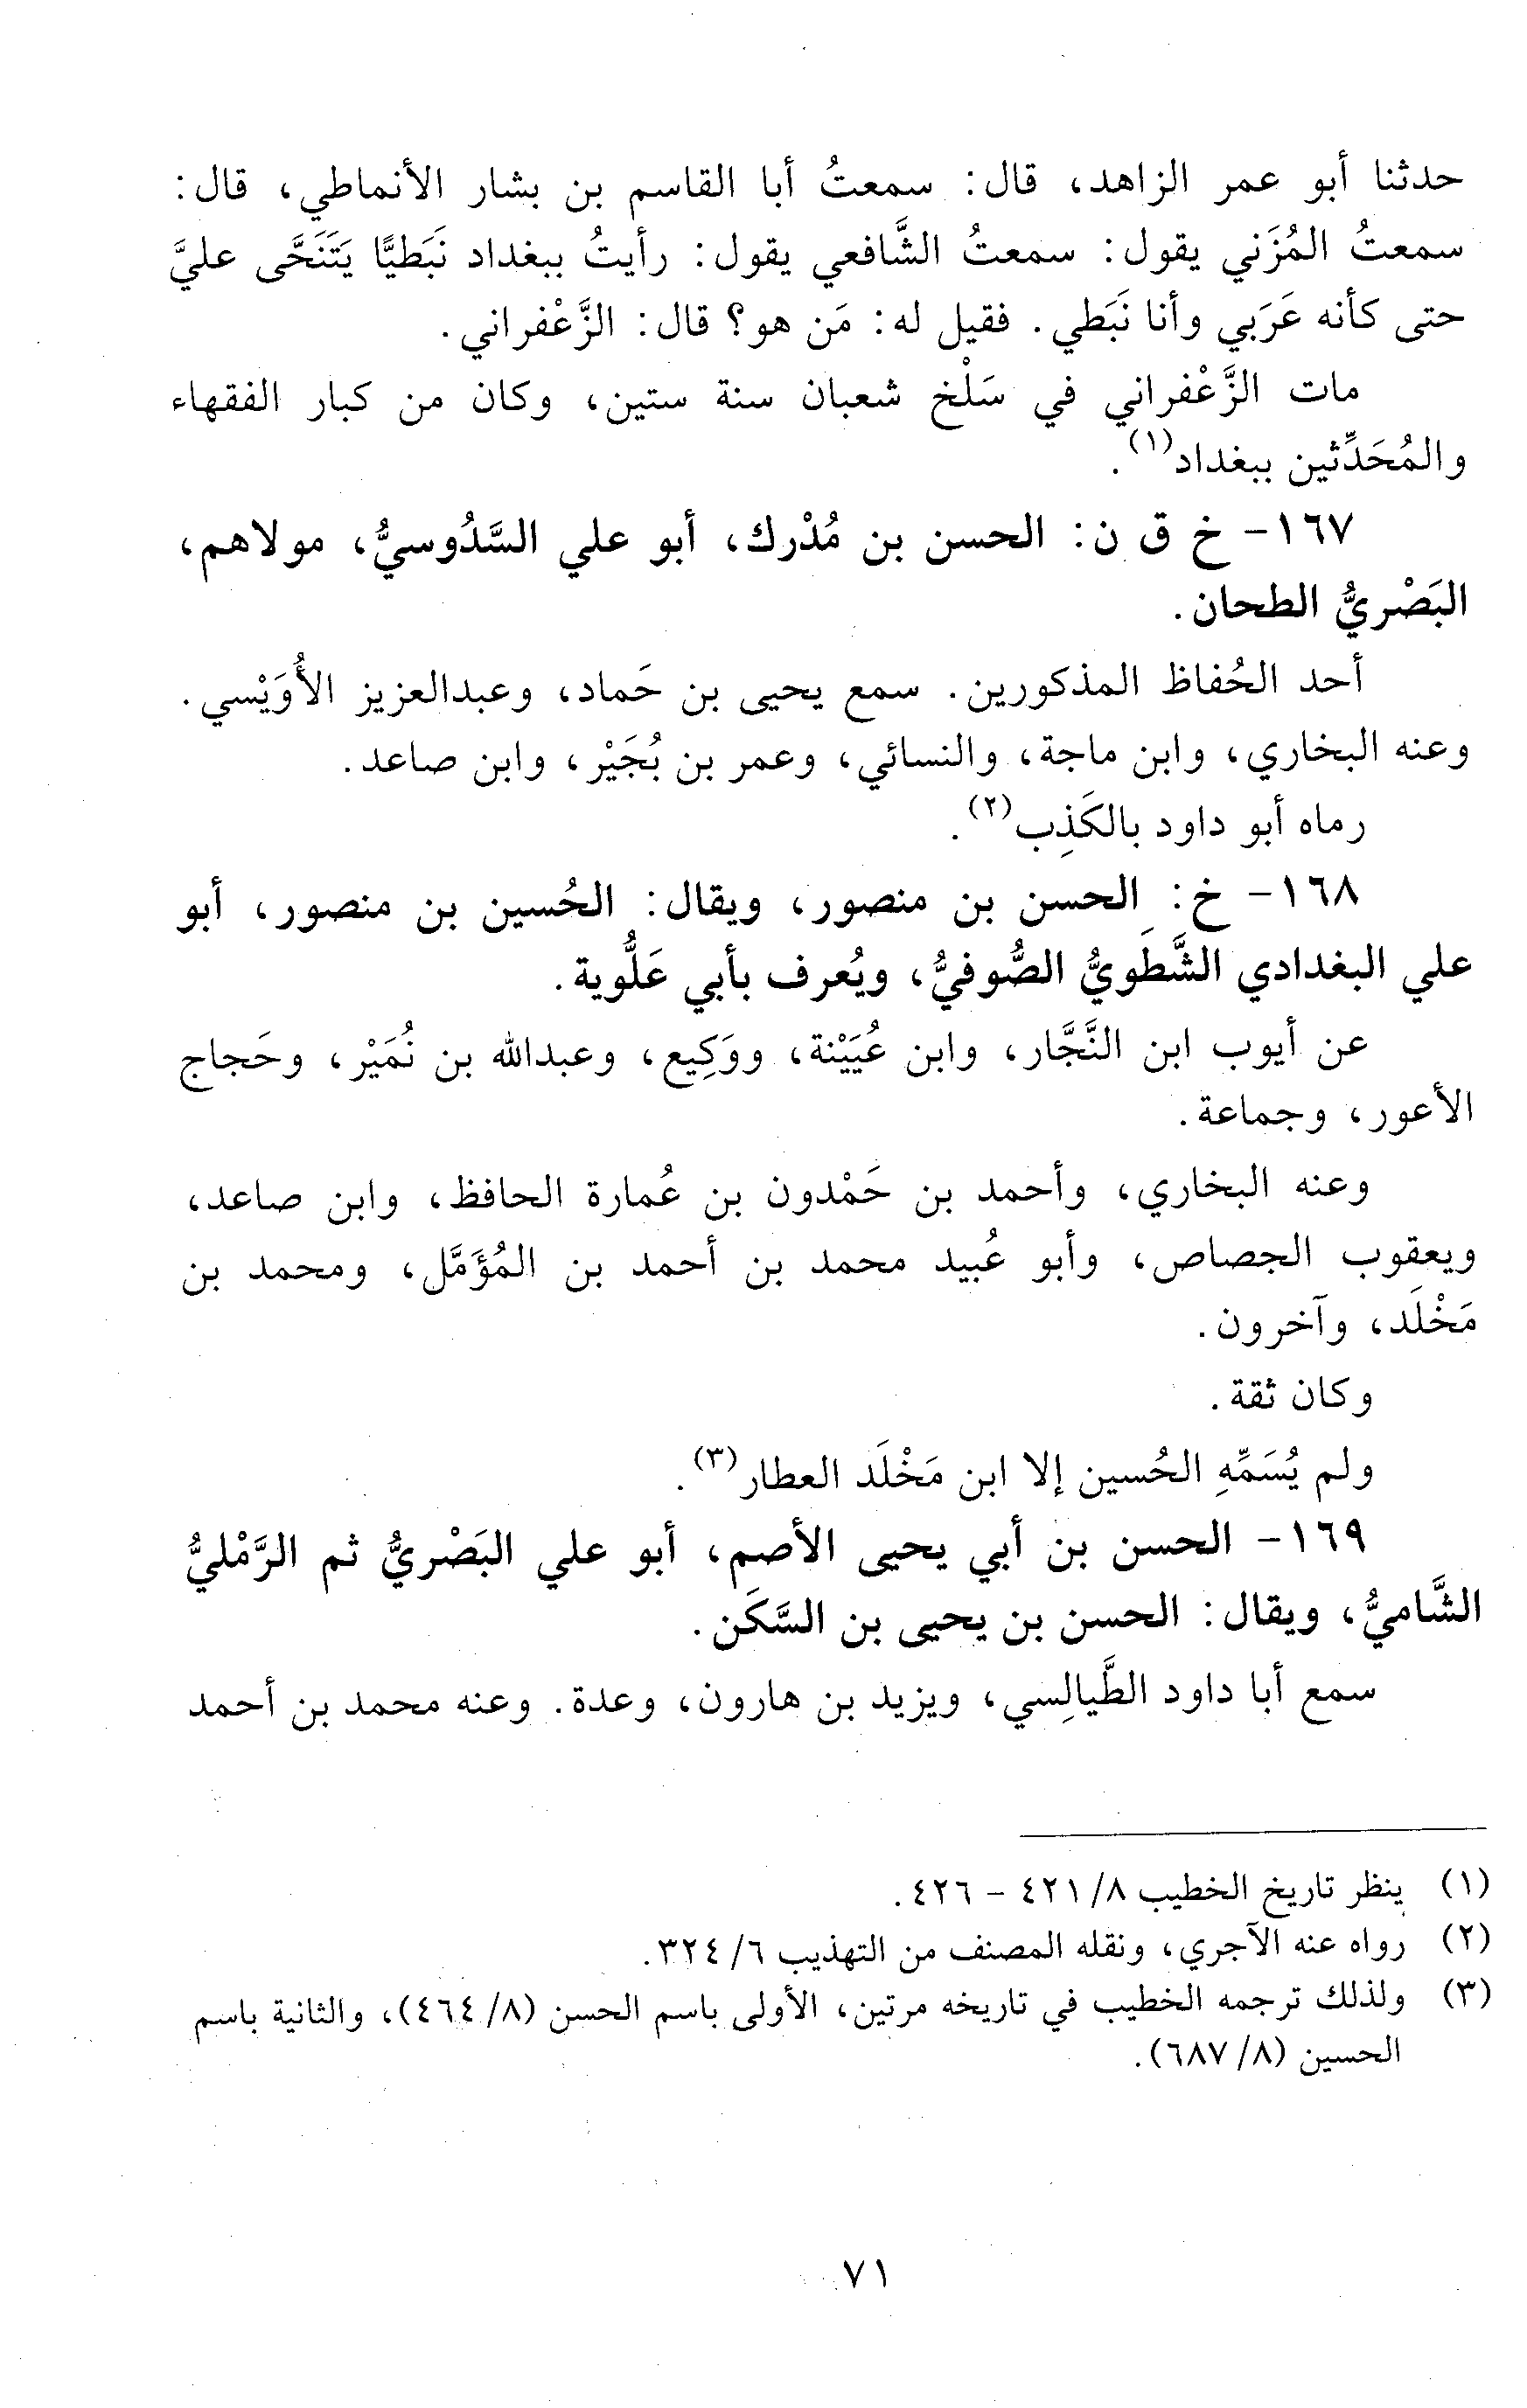 حدثنا أبو عمر الزاهد، قال: سمعتُ أبا القاسم بن بشار الأنماطي، قال:
سمعتُ المُزَني يقول: سمعتُ الشَّافعي يقول: رأيتُ ببغداد نَبَطيًّا يَتَنَحَّى عليَّ
حتى كأنه عَرَبي وأنا نَبَطي. فقيل له: مَن هو؟ قال: الزَّعْفراني.
مات الزَّعْفراني في سَلْخ شعبان سنة ستين، وكان من كبار الفقهاء
والمُحَدِّثين ببغداد(١).
١٦٧- خ ق ن: الحسن بن مُدْرك، أبو علي السَّدُوسيُّ، مولاهم،
البَصْريُّ الطحان.
أحد الحُفاظ المذكورين. سمع يحيى بن حَماد، وعبدالعزيز الأُوَيْسي.
وعنه البخاري، وابن ماجة، والنسائي، وعمر بن بُجَيْر، وابن صاعد.
رماه أبو داود بالكَذِب(٢).
١٦٨- خ: الحسن بن منصور، ويقال: الحُسين بن منصور، أبو
علي البغدادي الشَّطَويُّ الصُّوفيُّ، ويُعرف بأبي عَلُّوية.
عن أيوب ابن النَّجَّار، وابن عُيَيْنة، ووَكِيع، وعبدالله بن نُمَيْر، وحَجاج
الأعور، وجماعة.
وعنه البخاري، وأحمد بن حَمْدون بن عُمارة الحافظ، وابن صاعد،
ويعقوب الجصاص، وأبو عُبيد محمد بن أحمد بن المُؤَمَّل، ومحمد بن
مَخْلَد، وآخرون.
وكان ثقة.
ولم يُسَمِّهِ الحُسين إلا ابن مَخْلَد العطار(٣).
١٦٩- الحسن بن أبي يحيى الأصم، أبو علي البَصْريُّ ثم الرَّمْليُّ
الشَّاميُّ، ويقال: الحسن بن يحيى بن السَّكَن.
سمع أبا داود الطَّيالِسي، ويزيد بن هارون، وعدة. وعنه محمد بن أحمد
(١) ينظر تاريخ الخطيب ٨/ ٤٢١ - ٤٢٦.
(٢) رواه عنه الآجري، ونقله المصنف من التهذيب ٦/ ٣٢٤.
(٣) ولذلك ترجمه الخطيب في تاريخه مرتين، الأولى باسم الحسن (٨/ ٤٦٤)، والثانية باسم
الحسين (٨/ ٦٨٧).
٧١